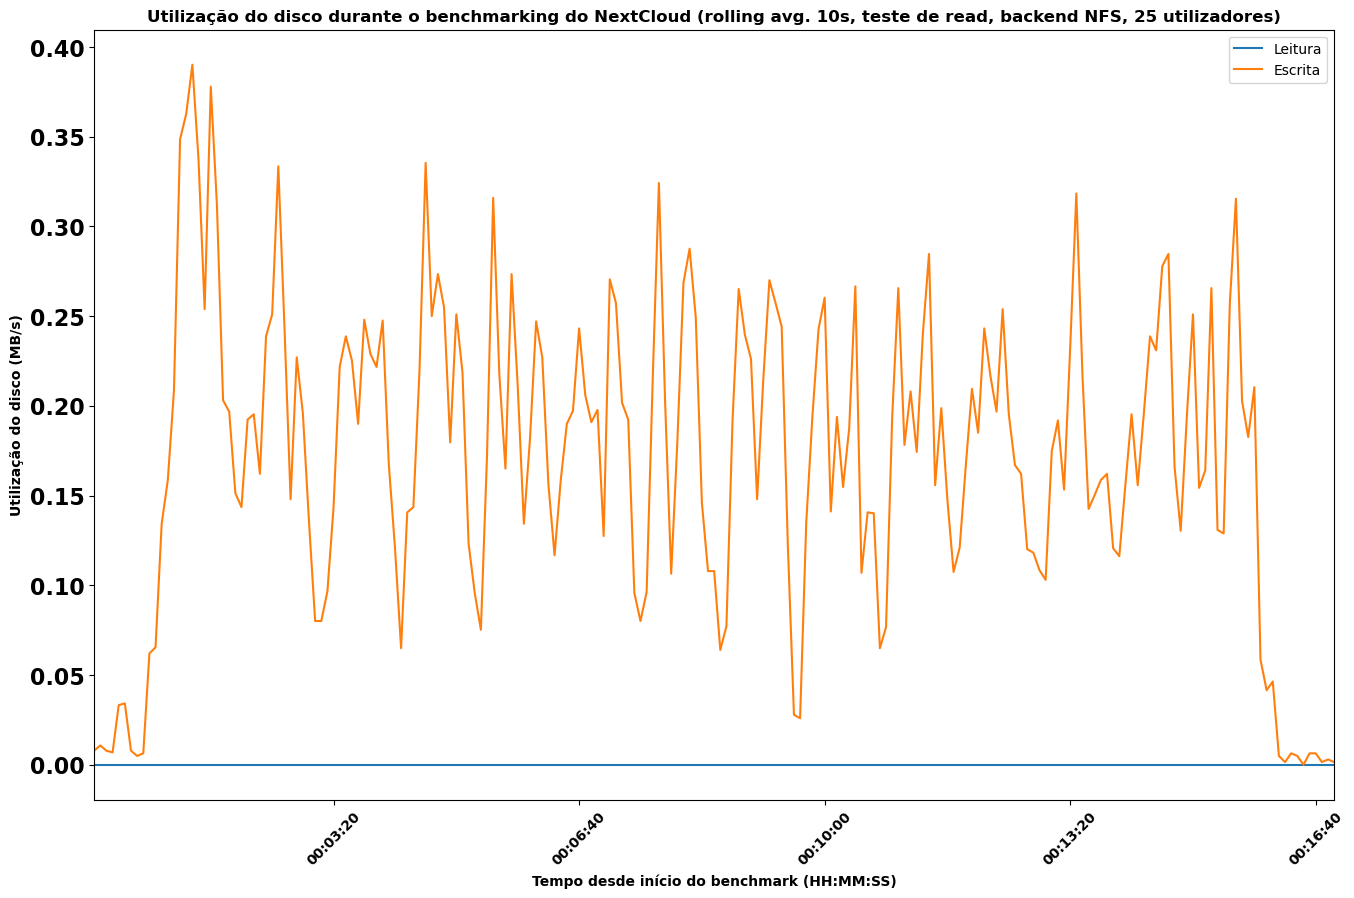 Utilização do disco durante o benchmarking do NextCloud (rolling avg. 10s, teste de read, backend NFS, 25 utilizadores)
Leitura
Escrita
0.40
0.35
0.30
0.25
0.20
0.15
0.10
0.05
0.00
Utilização do disco (MB/s)
00:03:20
00:06:40
00:10:00
00:13:20
00:16:40
Tempo desde início do benchmark (HH:MM:SS)